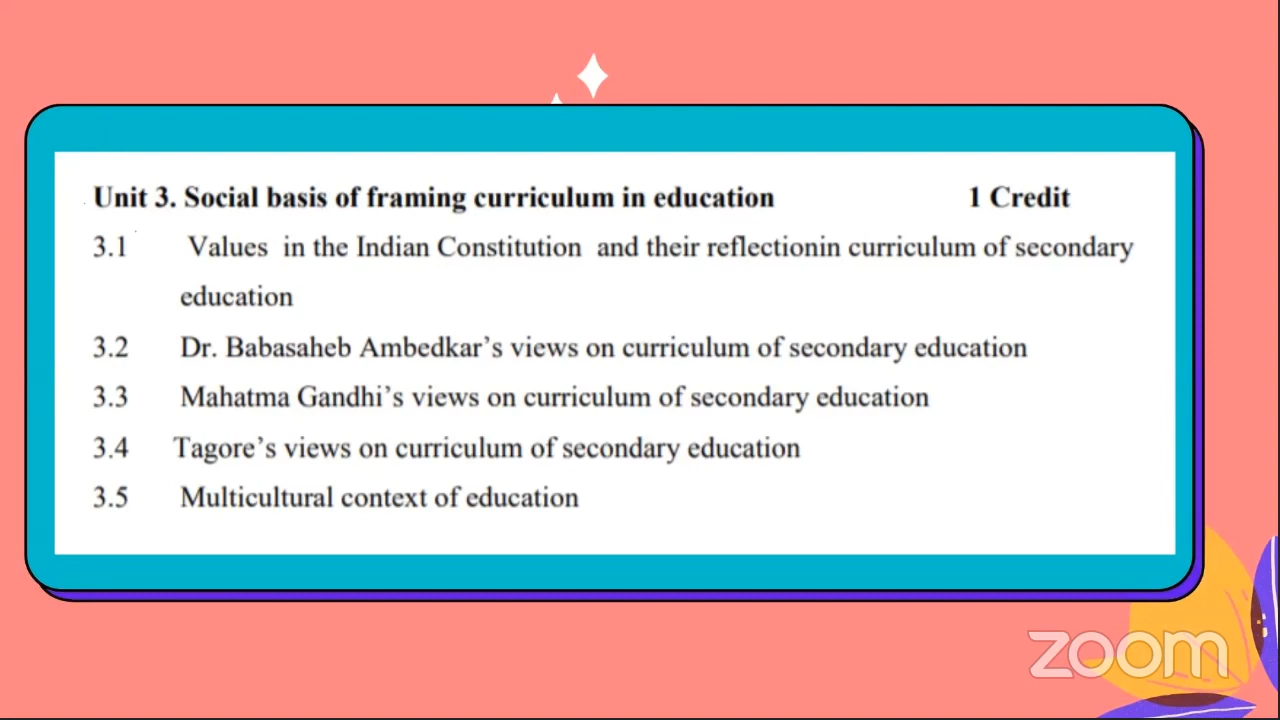 Unit 3. Social basis of framing curriculum in education 1 Credit
3.1 Values in the Indian Constitution and their reflectionin curriculum of secondary
education
3.2 Dr. Babasaheb Ambedkar’s views on curriculum of secondary education
3.3 Mahatma Gandhi’s views on curriculum of secondary education
3.4 Tagore’s views on curriculum of secondary education
3.5 Multicultural context of education
zoom